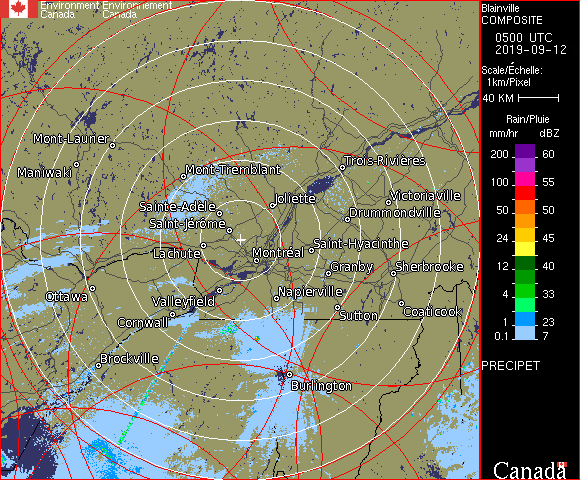 Environment Environnement
Canada Canada
Blainville
COMPOSITE
0500 UTC
2019-09-12
Scale/Échelle:
1km/Pixel
40 KM
Rain/Pluie
mm/hr dBZ
200 60
100 55
50 50
24 45
12 40
4 33
1 23
0.1 7
PRECIPET
Canada
Mont-Laurier
Maniwaki
Mont-Tremblant
Trois-Rivières
Joliette
Victoriaville
Sainte-Adèle
Drummondville
Saint-Jérôme
Saint-Hyacinthe
Lachute
Montréal
Granby
Sherbrooke
Ottawa
Valleyfield
Napierville
Coaticook
Cornwall
Sutton
Brockville
Burlington